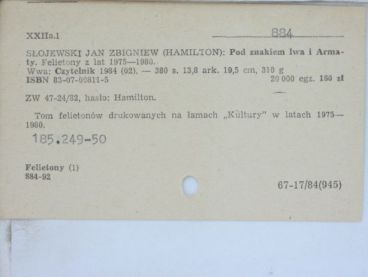 XXIIa.1
884
SŁOJEWSKI JAN ZBIGNIEW (HAMILTON): Pod znakiem lwa i Arma-
ty. Felietony z lat 1975—1980.
Wwa: Czytelnik 1984 (02). — 380 s. 13,8 ark. 19,5 cm, 310 g
ISBN 83-07-00811-5 20 000 egz. 160 zł
ZW 47-24/82, hasło: Hamilton.
Tom felietonów drukowanych na łamach „Kultury" w latach 1975—
1980.
185.249-50
Felietony (1)
884-92
67-17/84(945)